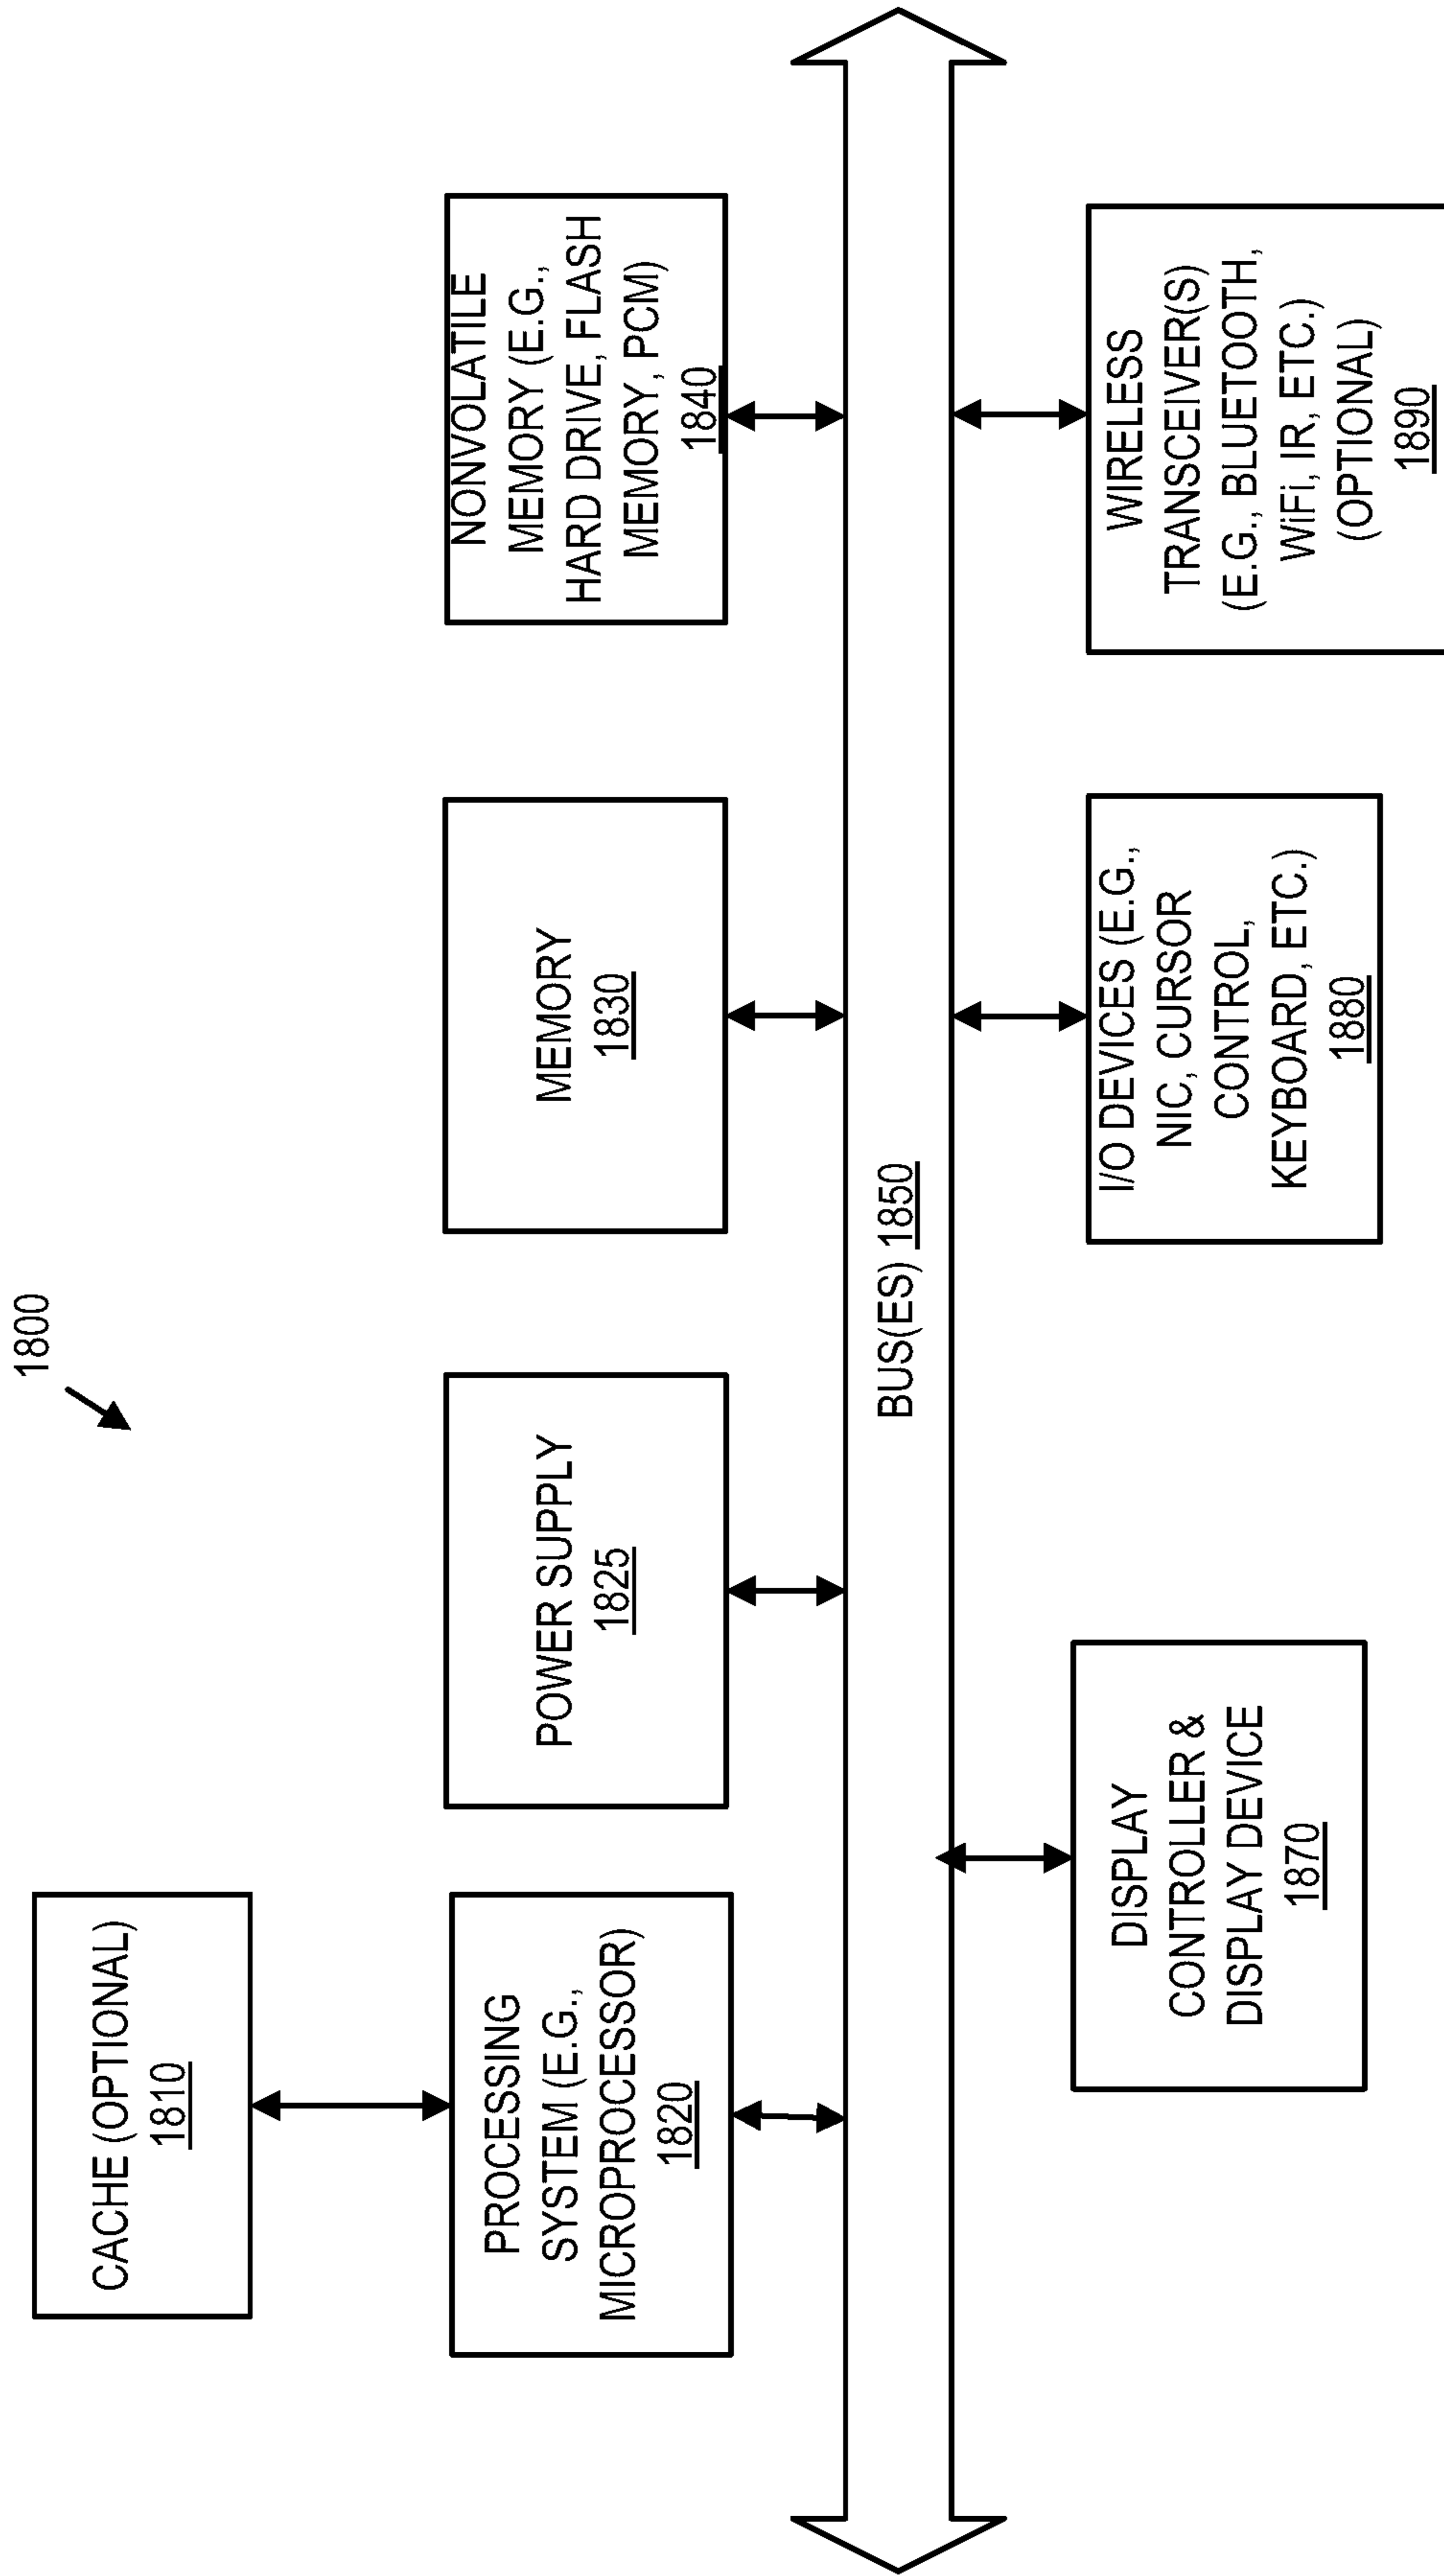 1800
CACHE (OPTIONAL)
1810
PROCESSING
SYSTEM (E.G.,
MICROPROCESSOR)
1820
POWER SUPPLY
1825
MEMORY
1830
NONVOLATILE
MEMORY (E.G.,
HARD DRIVE, FLASH
MEMORY, PCM)
1840
BUS(ES) 1850
DISPLAY
CONTROLLER &
DISPLAY DEVICE
1870
I/O DEVICES (E.G.,
NIC, CURSOR
CONTROL,
KEYBOARD, ETC.)
1880
WIRELESS
TRANSCEIVER(S)
(E.G., BLUETOOTH,
WiFi, IR, ETC.)
(OPTIONAL)
1890